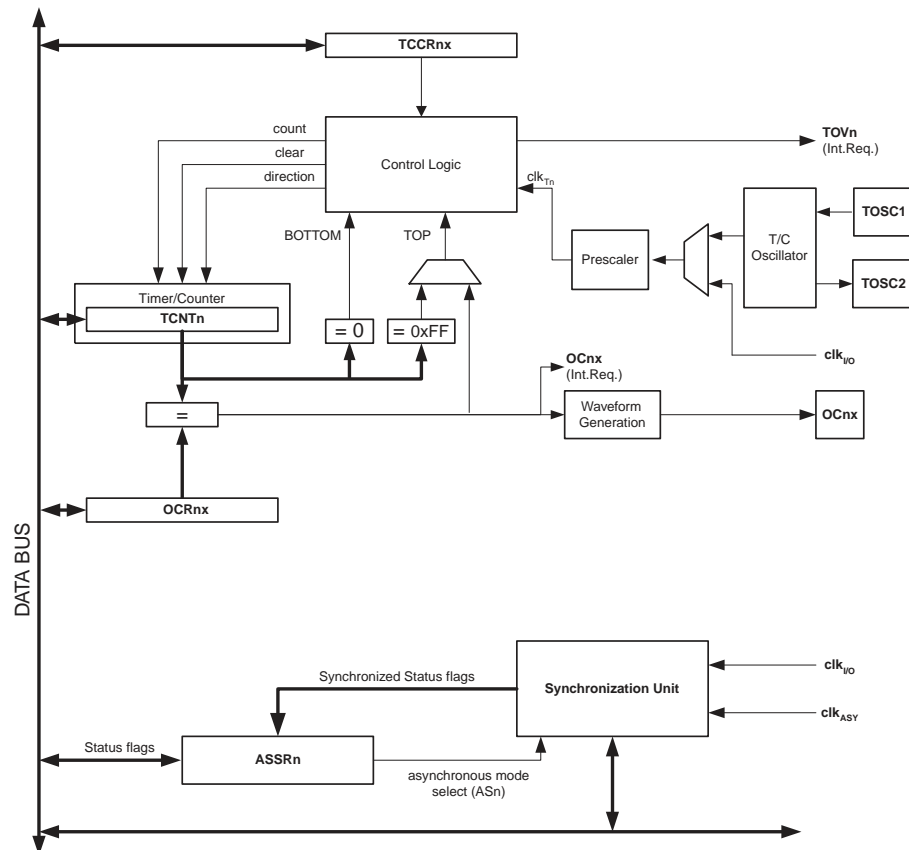 TCCRnx
count
clear
direction
Control Logic
clkTn
TOVn
(Int.Req.)
BOTTOM
TOP
Prescaler
T/C
Oscillator
TOSC1
TOSC2
clkI/O
Timer/Counter
TCNTn
= 0
= 0xFF
OCnx
(Int.Req.)
=
Waveform
Generation
OCnx
OCRnx
DATA BUS
Synchronized Status flags
Synchronization Unit
clkI/O
clkASY
Status flags
ASSRn
asynchronous mode
select (ASn)